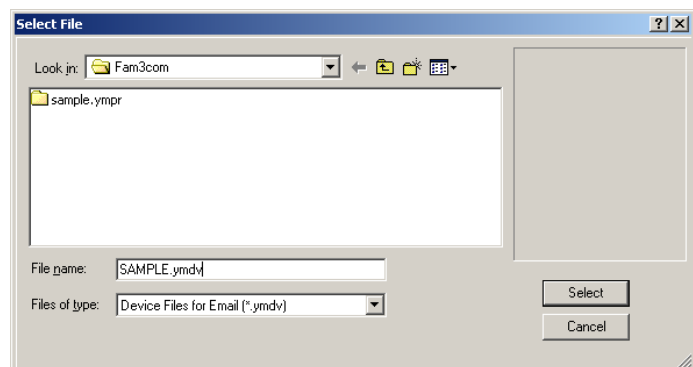 Select File
Look in: Fam3com
sample.ympr
File name: SAMPLE.ymdv
Files of type: Device Files for Email (*.ymdv)
Select
Cancel